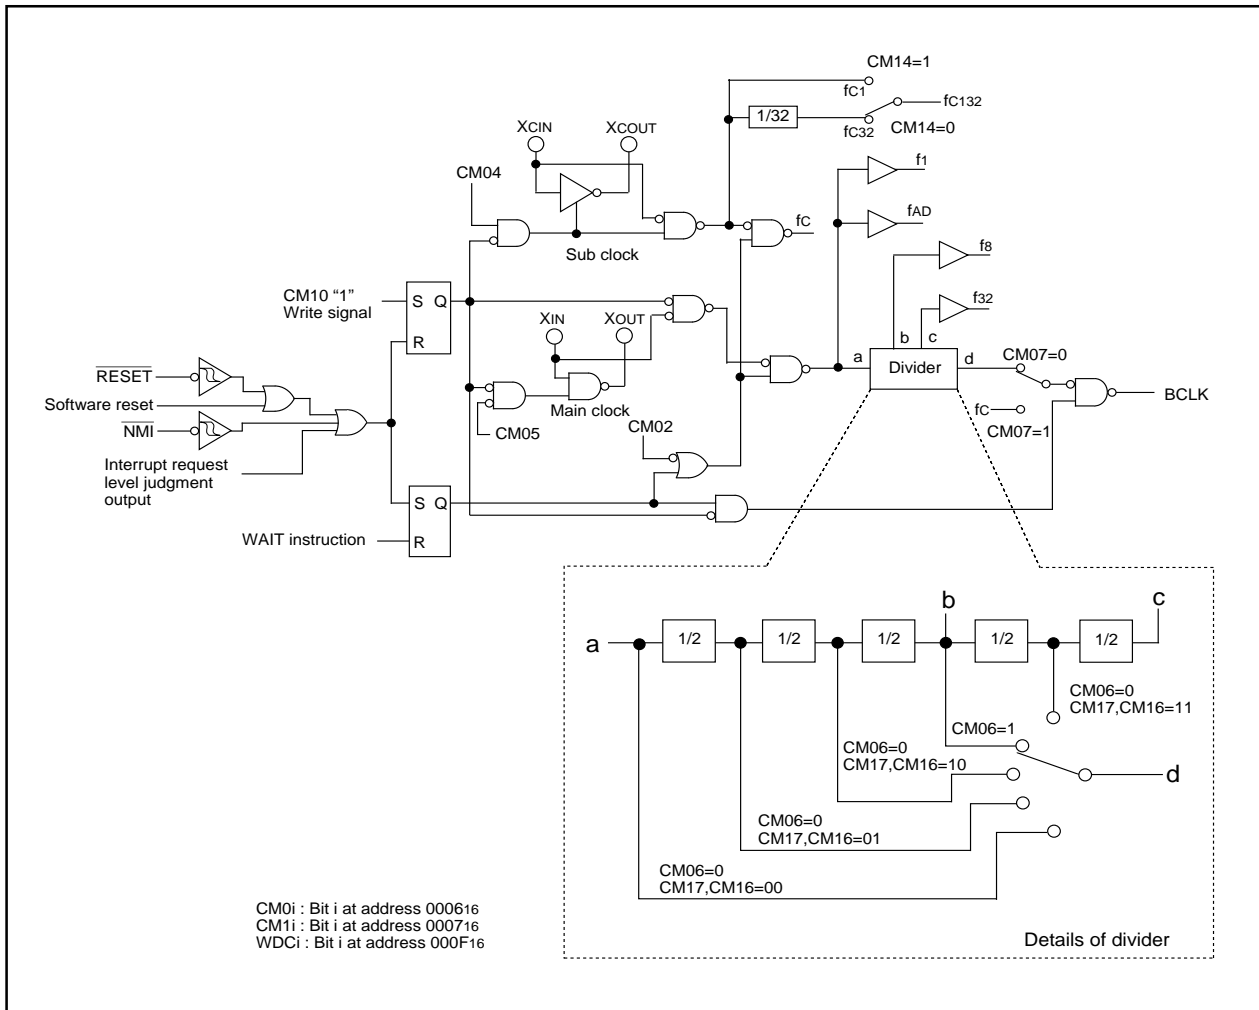 CM14=1
fC1
fC132
1/32
fC32
CM14=0
XCIN
XCOUT
f1
CM04
fAD
fC
Sub clock
f8
CM10 “1”
Write signal
S Q
R
XIN
XOUT
f32
b c
a
Divider
d
CM07=0
RESET
Software reset
NMI
Main clock
CM05
CM02
fC
CM07=1
BCLK
Interrupt request
level judgment
output
S Q
R
WAIT instruction
a
1/2
1/2
1/2
b
1/2
1/2
c
CM06=0
CM17,CM16=11
CM06=1
CM06=0
CM17,CM16=10
d
CM06=0
CM17,CM16=01
CM06=0
CM17,CM16=00
CM0i : Bit i at address 000616
CM1i : Bit i at address 000716
WDCi : Bit i at address 000F16
Details of divider